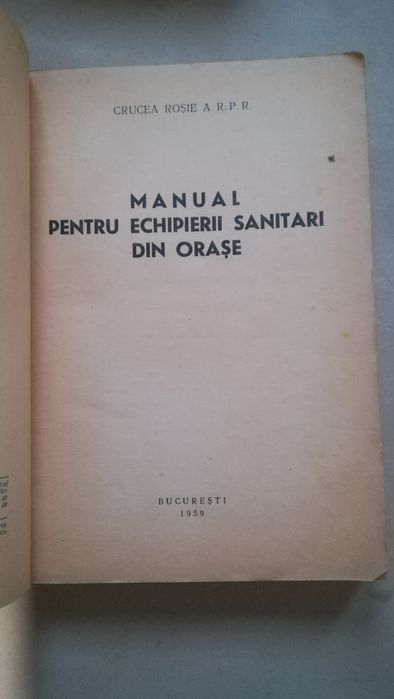 CRUCEA ROȘIE A R.P.R.
MANUAL
PENTRU ECHIPIERII SANITARI
DIN ORAȘE
BUCUREȘTI
1959